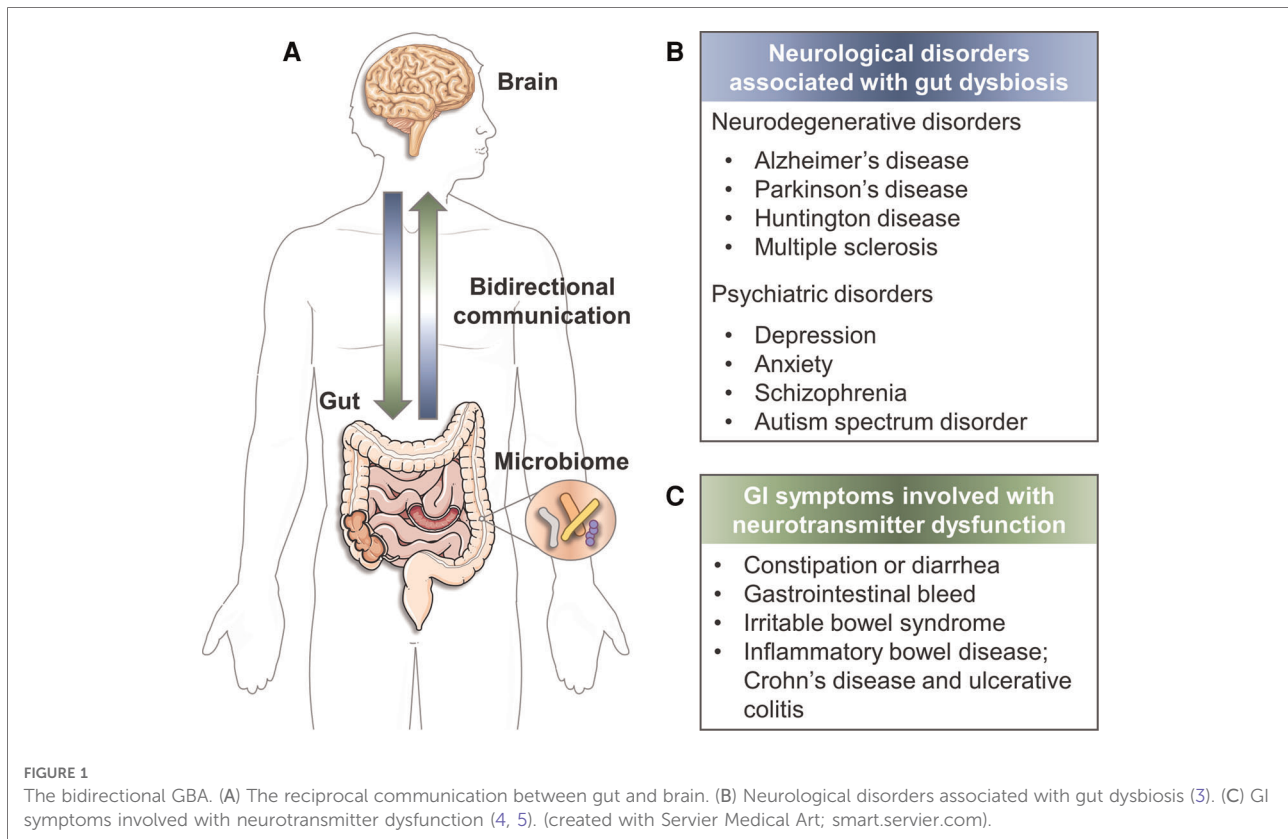 A
Brain
Bidirectional
communication
Gut
Microbiome
B
Neurological disorders
associated with gut dysbiosis
Neurodegenerative disorders
• Alzheimer's disease
• Parkinson's disease
• Huntington disease
• Multiple sclerosis
Psychiatric disorders
• Depression
• Anxiety
• Schizophrenia
• Autism spectrum disorder
C
GI symptoms involved with
neurotransmitter dysfunction
• Constipation or diarrhea
• Gastrointestinal bleed
• Irritable bowel syndrome
• Inflammatory bowel disease;
Crohn's disease and ulcerative
colitis
FIGURE 1
The bidirectional GBA. (A) The reciprocal communication between gut and brain. (B) Neurological disorders associated with gut dysbiosis (3). (C) GI
symptoms involved with neurotransmitter dysfunction (4, 5). (created with Servier Medical Art; smart.servier.com).